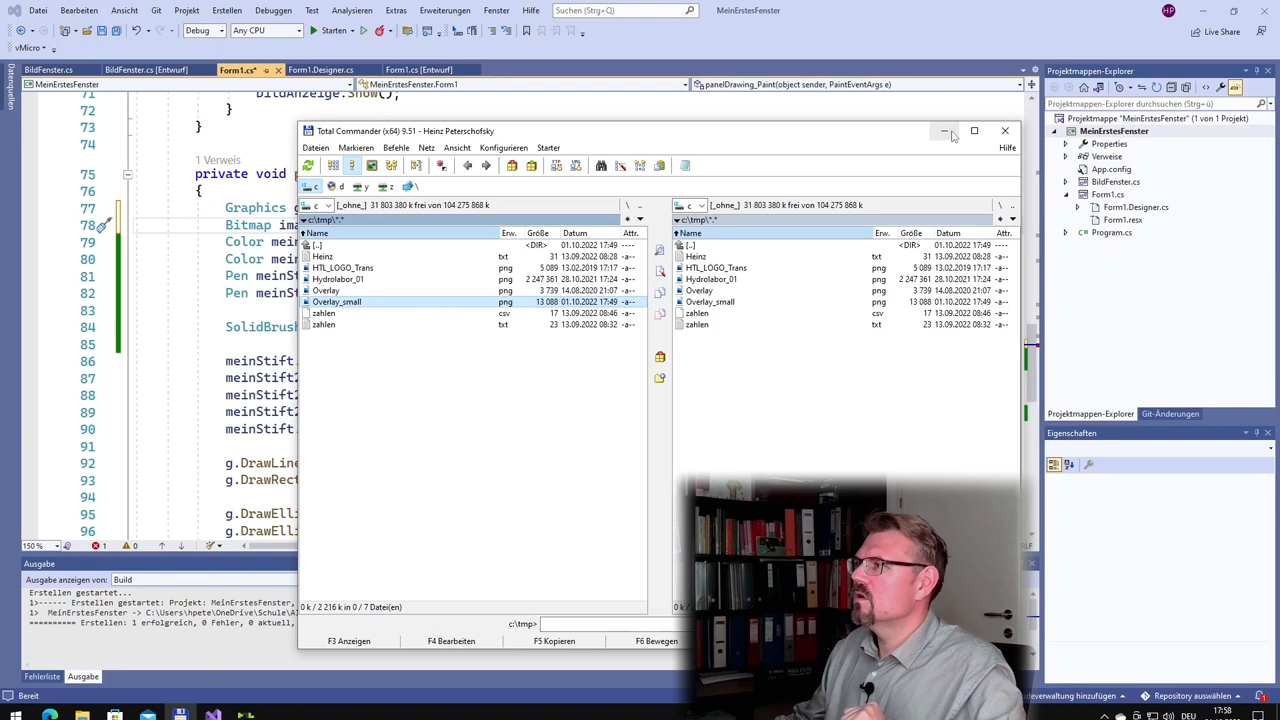 Datei Bearbeiten Ansicht Git Projekt Erstellen Debuggen Test Analysieren Extras Erweiterungen Fenster Hilfe Suchen (Strg+Q) MeinErstesFenster HP
Debug Any CPU Starten Live Share
vMicro
BildFenster.cs BildFenster.cs [Entwurf] Form1.cs* Form1.Designer.cs Form1.cs [Entwurf]
MeinErstesFenster MeinErstesFenster.Form1 panelDrawing_Paint(object sender, PaintEventArgs e)
Datenquellen
71 bildAnzeige.Show();
72 }
73 }
74
1 Verweis
75 private void
76 {
77 Graphics
78 Bitmap ima
79 Color mei
80 Color mei
81 Pen meinS
82 Pen meinS
83
84 SolidBrus
85
86 meinStift.
87 meinStift2
88 meinStift2
89 meinStift2
90 meinStift.
91
92 g.DrawLin
93 g.DrawRec
94
95 g.DrawEll
96 g.DrawEll
150 % 1 0
Ausgabe
Ausgabe anzeigen von: Build
Erstellen gestartet...
1>------ Erstellen gestartet: Projekt: MeinErstesFenster,
1> MeinErstesFenster -> C:\Users\hpete\OneDrive\Schule\A
========== Erstellen: 1 erfolgreich, 0 Fehler, 0 aktuell,
Fehlerliste Ausgabe
Bereit
Total Commander (x64) 9.51 - Heinz Peterschofsky
Dateien Markieren Befehle Netz Ansicht Konfigurieren Starter Hilfe
c d y z \
c [_ohne_] 31 803 380 k frei von 104 275 868 k \ ..
c:\tmp\*.*
Name Erw. Größe Datum Attr.
[..] <DIR> 01.10.2022 17:49 ----
Heinz txt 31 13.09.2022 08:28 -a--
HTL_LOGO_Trans png 5 089 13.02.2019 17:17 -a--
Hydrolabor_01 png 2 247 361 28.10.2021 17:40 -a--
Overlay png 3 739 14.08.2020 21:07 -a--
Overlay_small png 13 088 01.10.2022 17:49 -a--
zahlen csv 17 13.09.2022 08:46 -a--
zahlen txt 23 13.09.2022 08:32 -a--
0 k / 2 216 k in 0 / 7 Datei(en)
c [_ohne_] 31 803 380 k frei von 104 275 868 k \ ..
c:\tmp\*.*
Name Erw. Größe Datum Attr.
[..] <DIR> 01.10.2022 17:49 ----
Heinz txt 31 13.09.2022 08:28 -a--
HTL_LOGO_Trans png 5 089 13.02.2019 17:17 -a--
Hydrolabor_01 png 2 247 361 28.10.2021 17:40 -a--
Overlay png 3 739 14.08.2020 21:07 -a--
Overlay_small png 13 088 01.10.2022 17:49 -a--
zahlen csv 17 13.09.2022 08:46 -a--
zahlen txt 23 13.09.2022 08:32 -a--
0 k /
c:\tmp>
F3 Anzeigen F4 Bearbeiten F5 Kopieren F6 Bewegen
Projektmappen-Explorer
Projektmappen-Explorer durchsuchen (Strg+ü)
Projektmappe "MeinErstesFenster" (1 von 1 Projekt)
MeinErstesFenster
Properties
Verweise
App.config
BildFenster.cs
Form1.cs
Form1.Designer.cs
Form1.resx
Program.cs
Projektmappen-Explorer Git-Änderungen
Eigenschaften
Repository auswählen
DEU 17:58